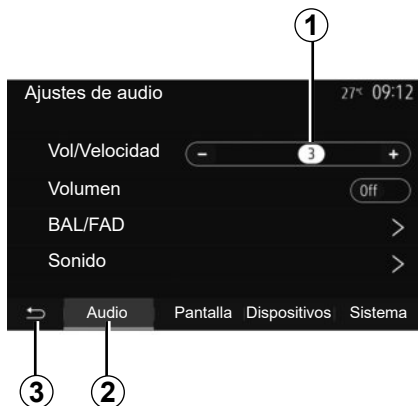 1
Ajustes de audio 27°C 09:12
Vol/Velocidad - 3 +
Volumen Off
BAL/FAD >
Sonido >
Audio Pantalla Dispositivos Sistema
3 2